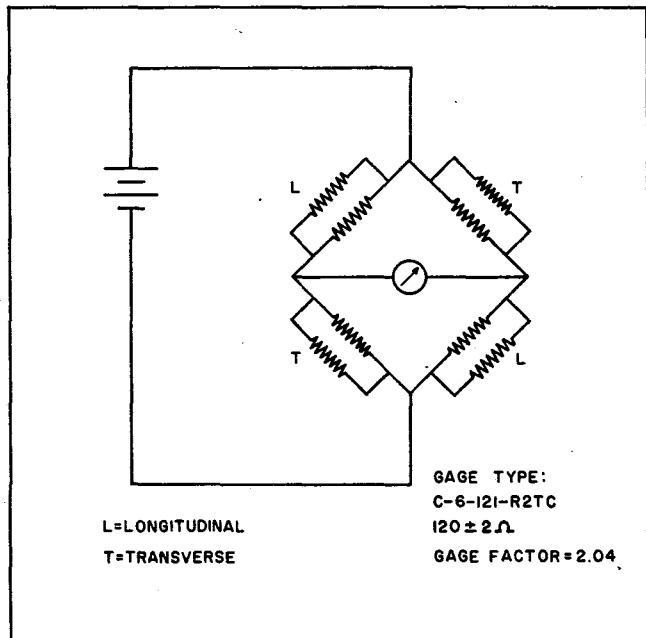 L
T
T
L
GAGE TYPE:
C-6-121-R2TC
120 ± 2 Ω
GAGE FACTOR = 2.04
L=LONGITUDINAL
T=TRANSVERSE